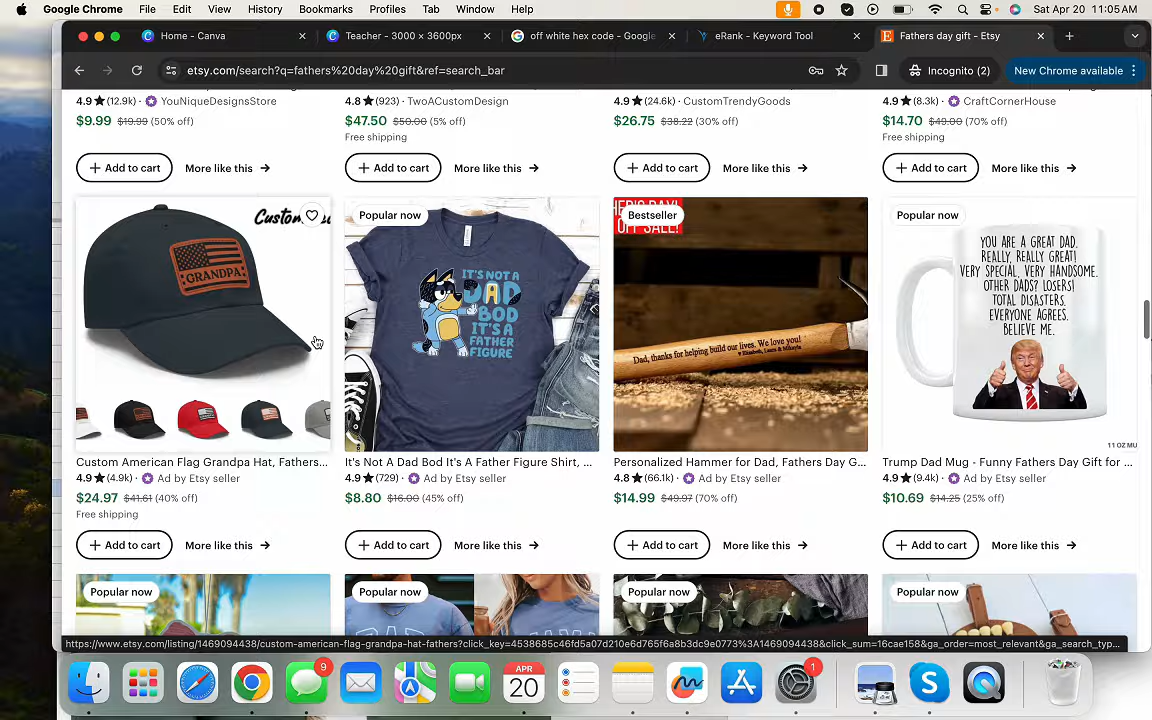 Google Chrome File Edit View History Bookmarks Profiles Tab Window Help Sat Apr 20 11:05 AM
Home - Canva Teacher - 3000 × 3600px off white hex code - Google eRank - Keyword Tool Fathers day gift - Etsy
etsy.com/search?q=fathers%20day%20gift&ref=search_bar Incognito (2) New Chrome available
4.9★(12.9k) · YouNiqueDesignsStore
4.8★(923) · TwoACustomDesign
4.9★(24.6k) · CustomTrendyGoods
4.9★(8.3k) · CraftCornerHouse
$9.99 $19.99 (50% off)
$47.50 $50.00 (5% off)
$26.75 $38.22 (30% off)
$14.70 $49.00 (70% off)
Free shipping
Free shipping
+ Add to cart More like this →
+ Add to cart More like this →
+ Add to cart More like this →
+ Add to cart More like this →
GRANDPA
Popular now
IT'S NOT A
DAD
BOD
IT'S A
FATHER
FIGURE
Bestseller
OFF SALE!
Dad, thanks for helping build our lives. We love you!
Popular now
YOU ARE A GREAT DAD.
REALLY, REALLY GREAT!
VERY SPECIAL, VERY HANDSOME.
OTHER DADS? LOSERS!
TOTAL DISASTERS.
EVERYONE AGREES.
BELIEVE ME.
11 OZ MU
Custom American Flag Grandpa Hat, Fathers...
4.9★(4.9k) · Ad by Etsy seller
$24.97 $41.61 (40% off)
Free shipping
It's Not A Dad Bod It's A Father Figure Shirt, ...
4.9★(729) · Ad by Etsy seller
$8.80 $16.00 (45% off)
Personalized Hammer for Dad, Fathers Day G...
4.8★(66.1k) · Ad by Etsy seller
$14.99 $49.97 (70% off)
Trump Dad Mug - Funny Fathers Day Gift for ...
4.9★(9.4k) · Ad by Etsy seller
$10.69 $14.25 (25% off)
+ Add to cart More like this →
+ Add to cart More like this →
+ Add to cart More like this →
+ Add to cart More like this →
Popular now
Popular now
Popular now
Popular now
https://www.etsy.com/listing/1469094438/custom-american-flag-grandpa-hat-fathers?click_key=4538685c46fd5a07d210e6d765f6a8b3dc9e0773%3A1469094438&click_sum=16cae158&ga_order=most_relevant&ga_search_typ...
9
APR
20
1